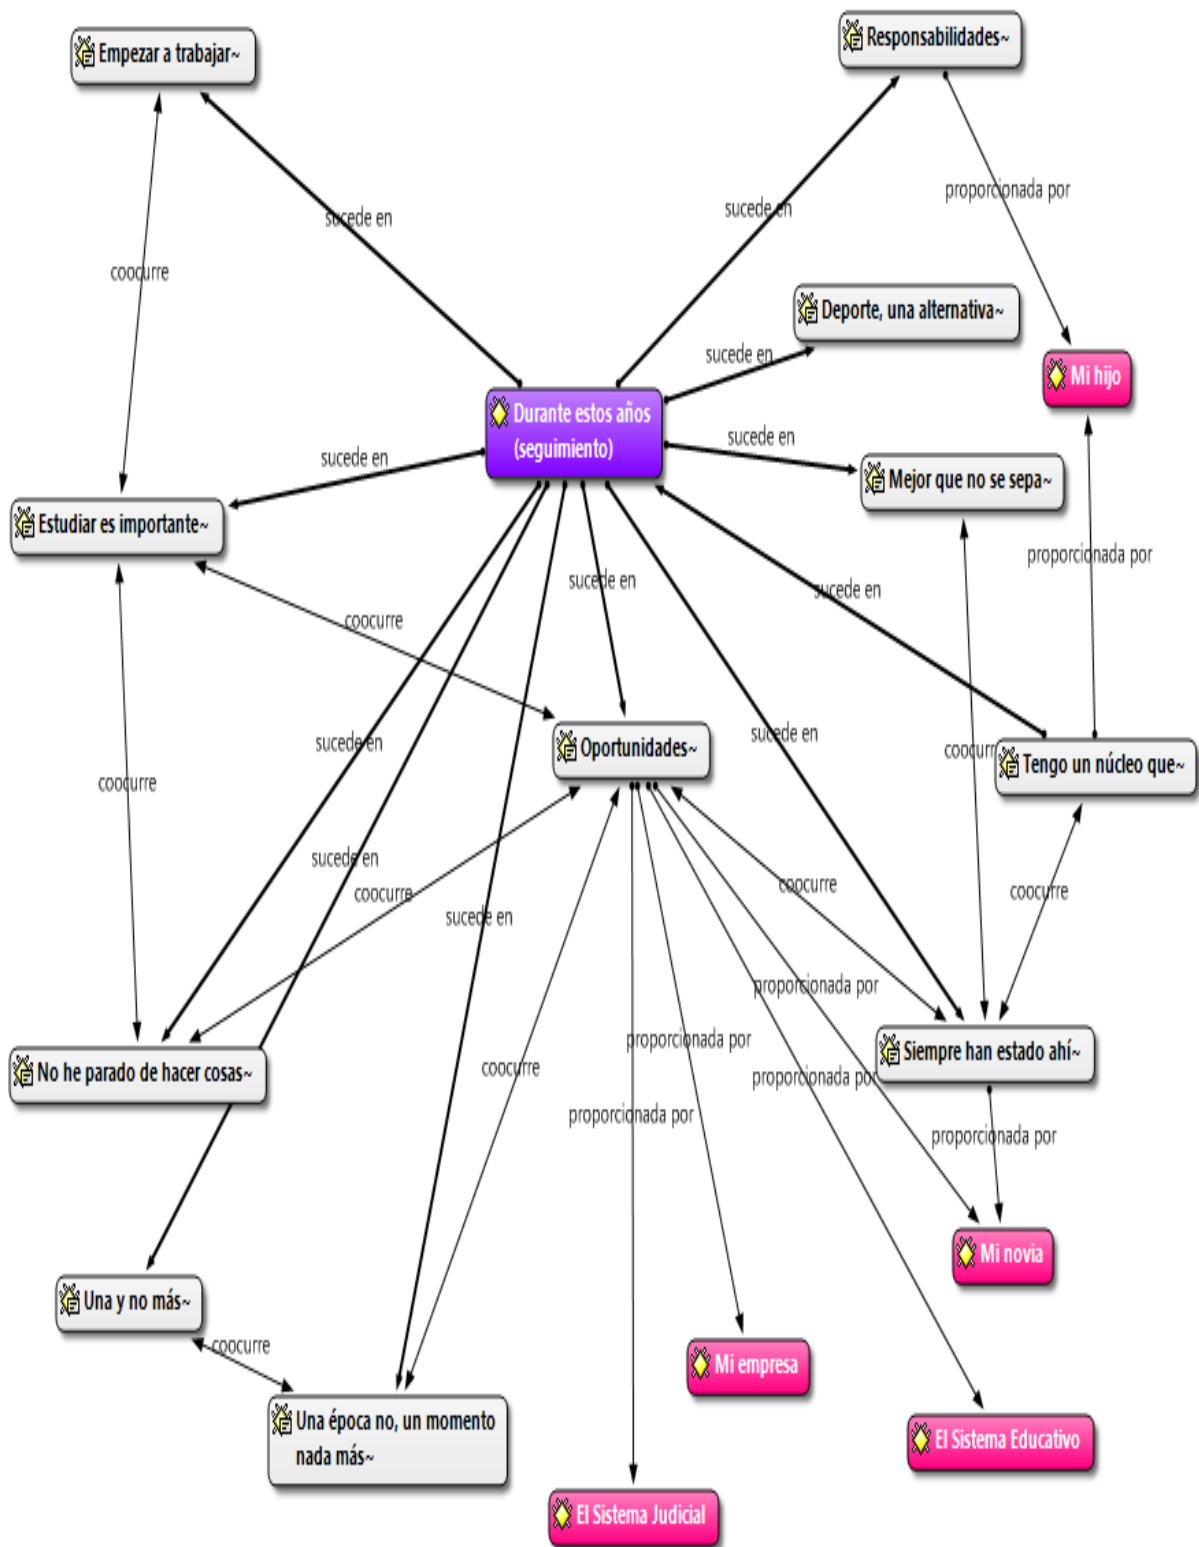 Empezar a trabajar~
Responsabilidades~
proporcionada por
sucede en
sucede en
coocurre
Deporte, una alternativa~
sucede en
Mi hijo
Durante estos años
(seguimiento)
sucede en
sucede en
Mejor que no se sepa~
Estudiar es importante~
proporcionada por
sucede en
sucede en
coocurre
sucede en
sucede en
Oportunidades~
coocurre
Tengo un núcleo que~
coocurre
sucede en
coocurre
coocurre
coocurre
sucede en
proporcionada por
proporcionada por
Siempre han estado ahí~
No he parado de hacer cosas~
coocurre
proporcionada por
proporcionada por
proporcionada por
Mi novia
Una y no más~
coocurre
Mi empresa
Una época no, un momento
nada más~
El Sistema Educativo
El Sistema Judicial